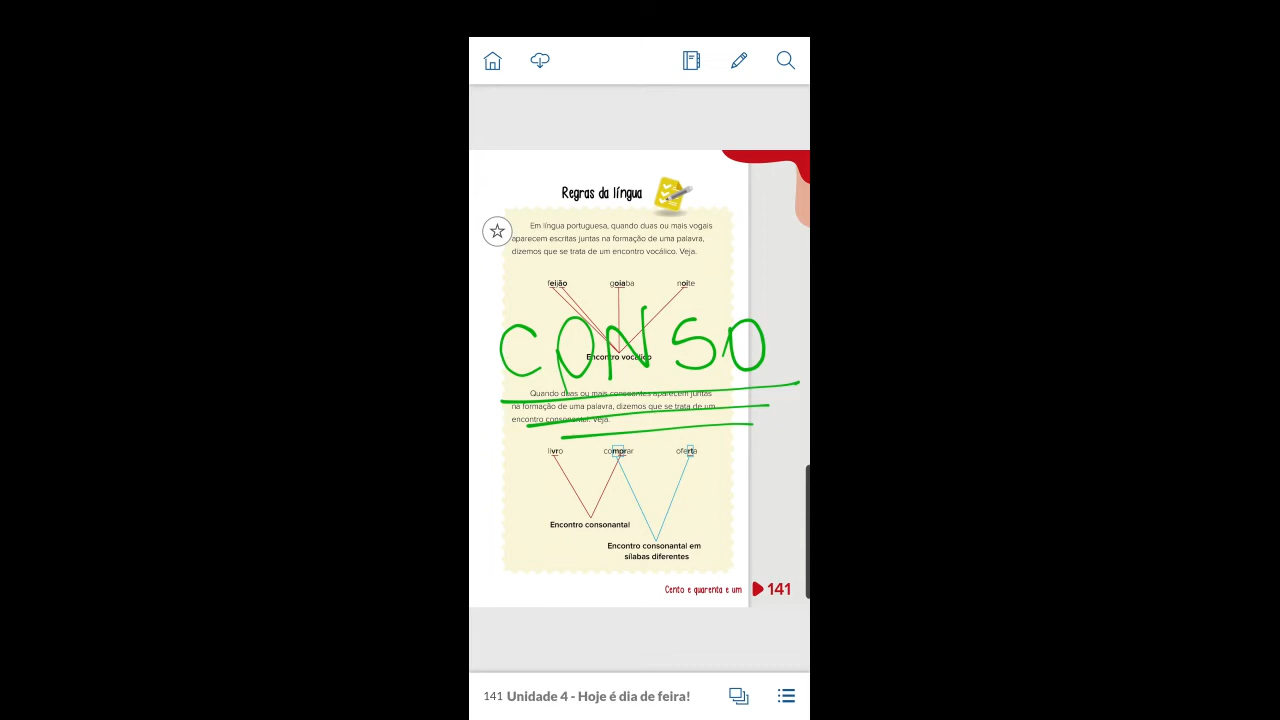 Regras da língua
Em língua portuguesa, quando duas ou mais vogais
aparecem escritas juntas na formação de uma palavra,
dizemos que se trata de um encontro vocálico. Veja.
feijão goiaba noite
CONSO
Encontro vocálico
Quando duas ou mais consoantes aparecem juntas
na formação de uma palavra, dizemos que se trata de um
encontro consonantal. Veja.
livro comprar oferta
Encontro consonantal
Encontro consonantal em
sílabas diferentes
Cento e quarenta e um 141
141 Unidade 4 - Hoje é dia de feira!